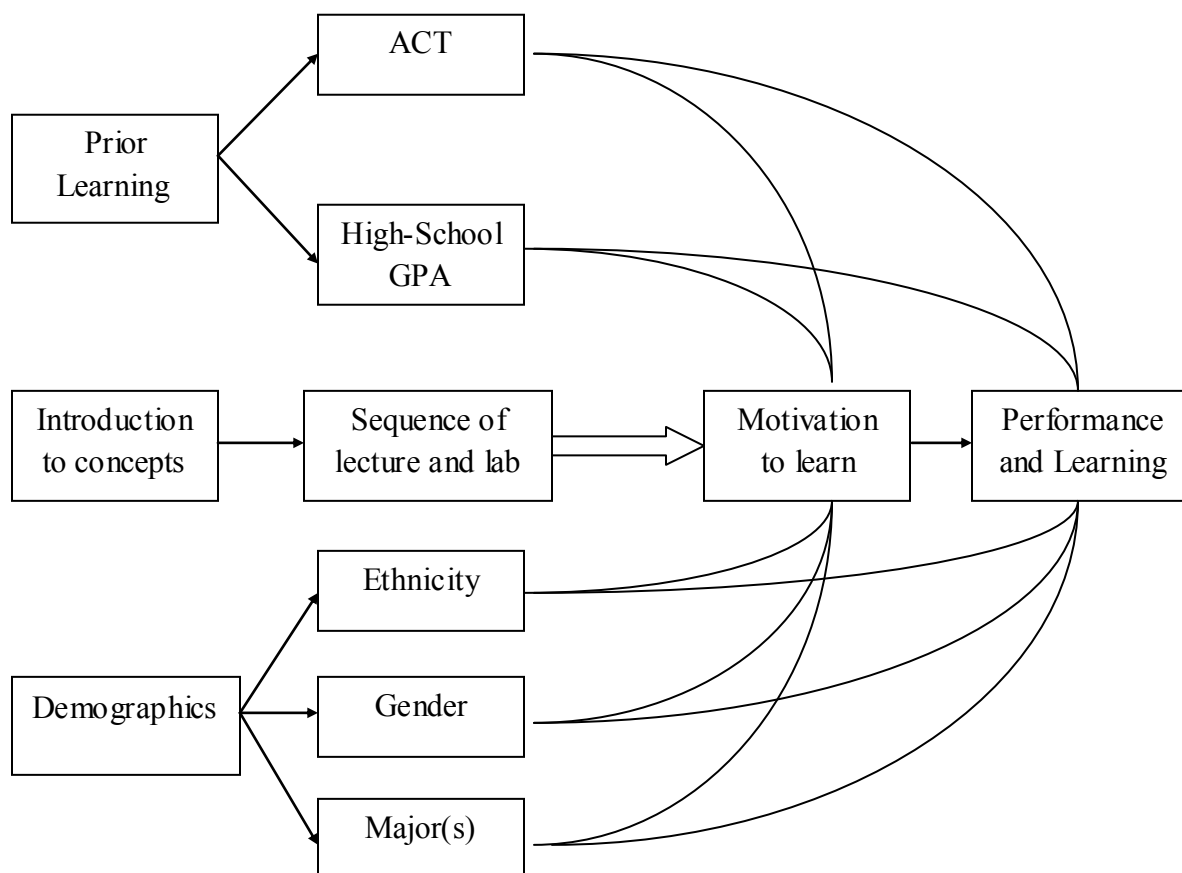 ACT
Prior
Learning
High-School
GPA
Introduction
to concepts
Sequence of
lecture and lab
Motivation
to learn
Performance
and Learning
Ethnicity
Demographics
Gender
Major(s)